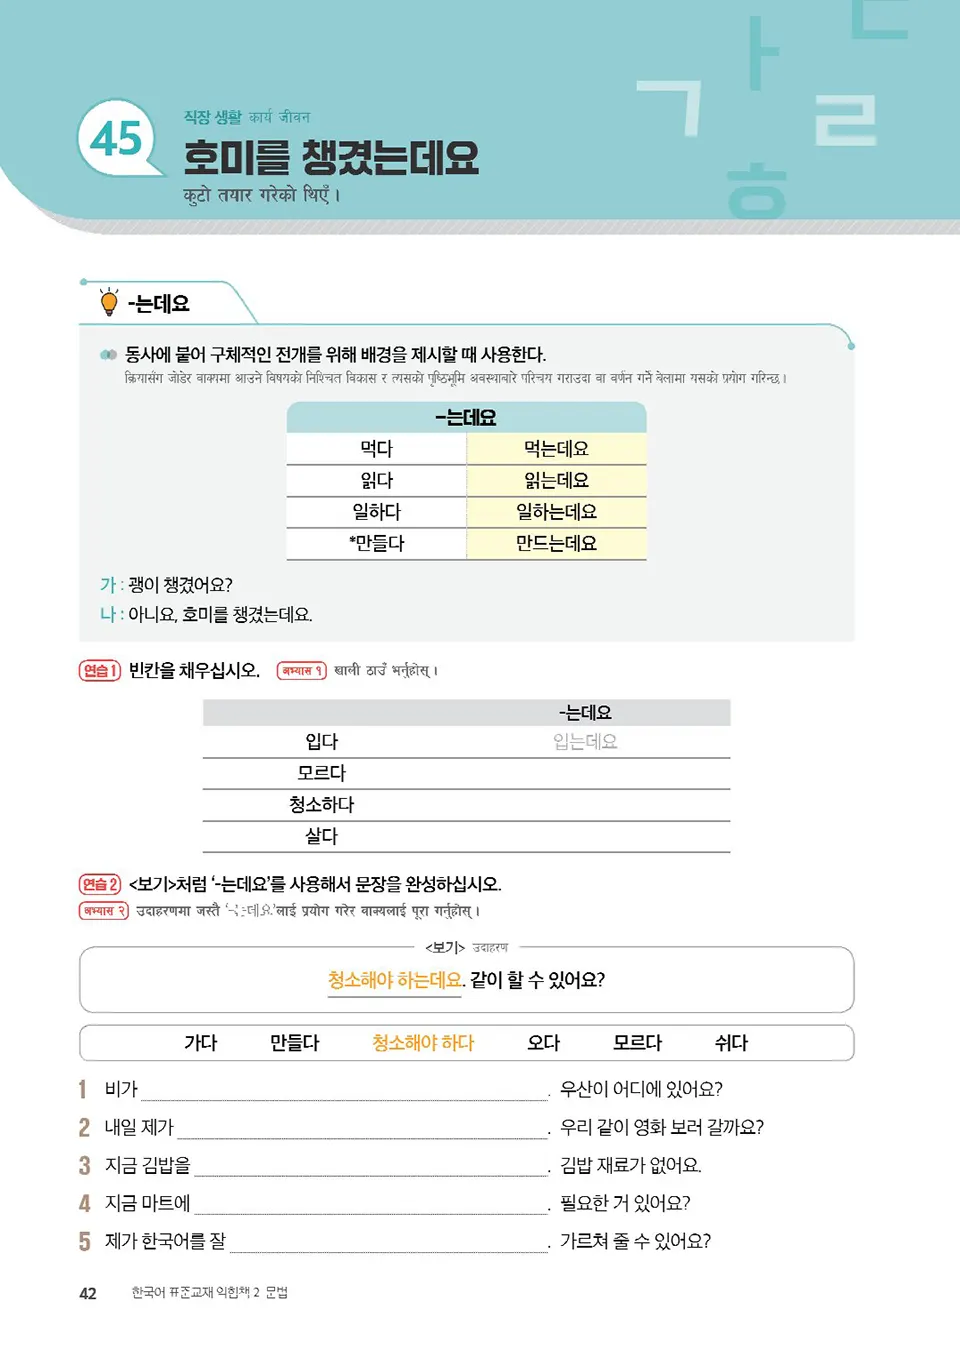 45
직장 생활 कार्य जीवन
호미를 챙겼는데요
कुटो तयार गरेको थिएँ ।
ㄱ ㅏ ㄷ ㄹ ㅎ
-는데요
동사에 붙어 구체적인 전개를 위해 배경을 제시할 때 사용한다.
क्रियासँग जोडेर वाक्यमा आउने विषयको निश्चित विकास र त्यसको पृष्ठभूमि अवस्थाबारे परिचय गराउदा वा वर्णन गर्ने बेलामा यसको प्रयोग गरिन्छ ।
-는데요
먹다 먹는데요
읽다 읽는데요
일하다 일하는데요
*만들다 만드는데요
가 : 괭이 챙겼어요?
나 : 아니요, 호미를 챙겼는데요.
연습 1 빈칸을 채우십시오. अभ्यास १ खाली ठाउँ भर्नुहोस् ।
-는데요
입다 입는데요
모르다
청소하다
살다
연습 2 <보기>처럼 ‘-는데요’를 사용해서 문장을 완성하십시오.
अभ्यास २ उदाहरणमा जस्तै ‘-는데요’लाई प्रयोग गरेर वाक्यलाई पूरा गर्नुहोस् ।
<보기> उदाहरण
청소해야 하는데요. 같이 할 수 있어요?
가다 만들다 청소해야 하다 오다 모르다 쉬다
1 비가 . 우산이 어디에 있어요?
2 내일 제가 . 우리 같이 영화 보러 갈까요?
3 지금 김밥을 . 김밥 재료가 없어요.
4 지금 마트에 . 필요한 거 있어요?
5 제가 한국어를 잘 . 가르쳐 줄 수 있어요?
42 한국어 표준교재 익힘책 2 문법